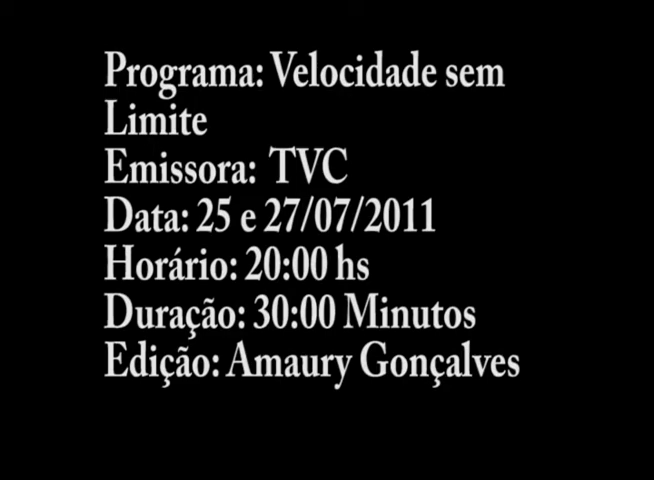 Programa: Velocidade sem
Limite
Emissora: TVC
Data: 25 e 27/07/2011
Horário: 20:00 hs
Duração: 30:00 Minutos
Edição: Amaury Gonçalves